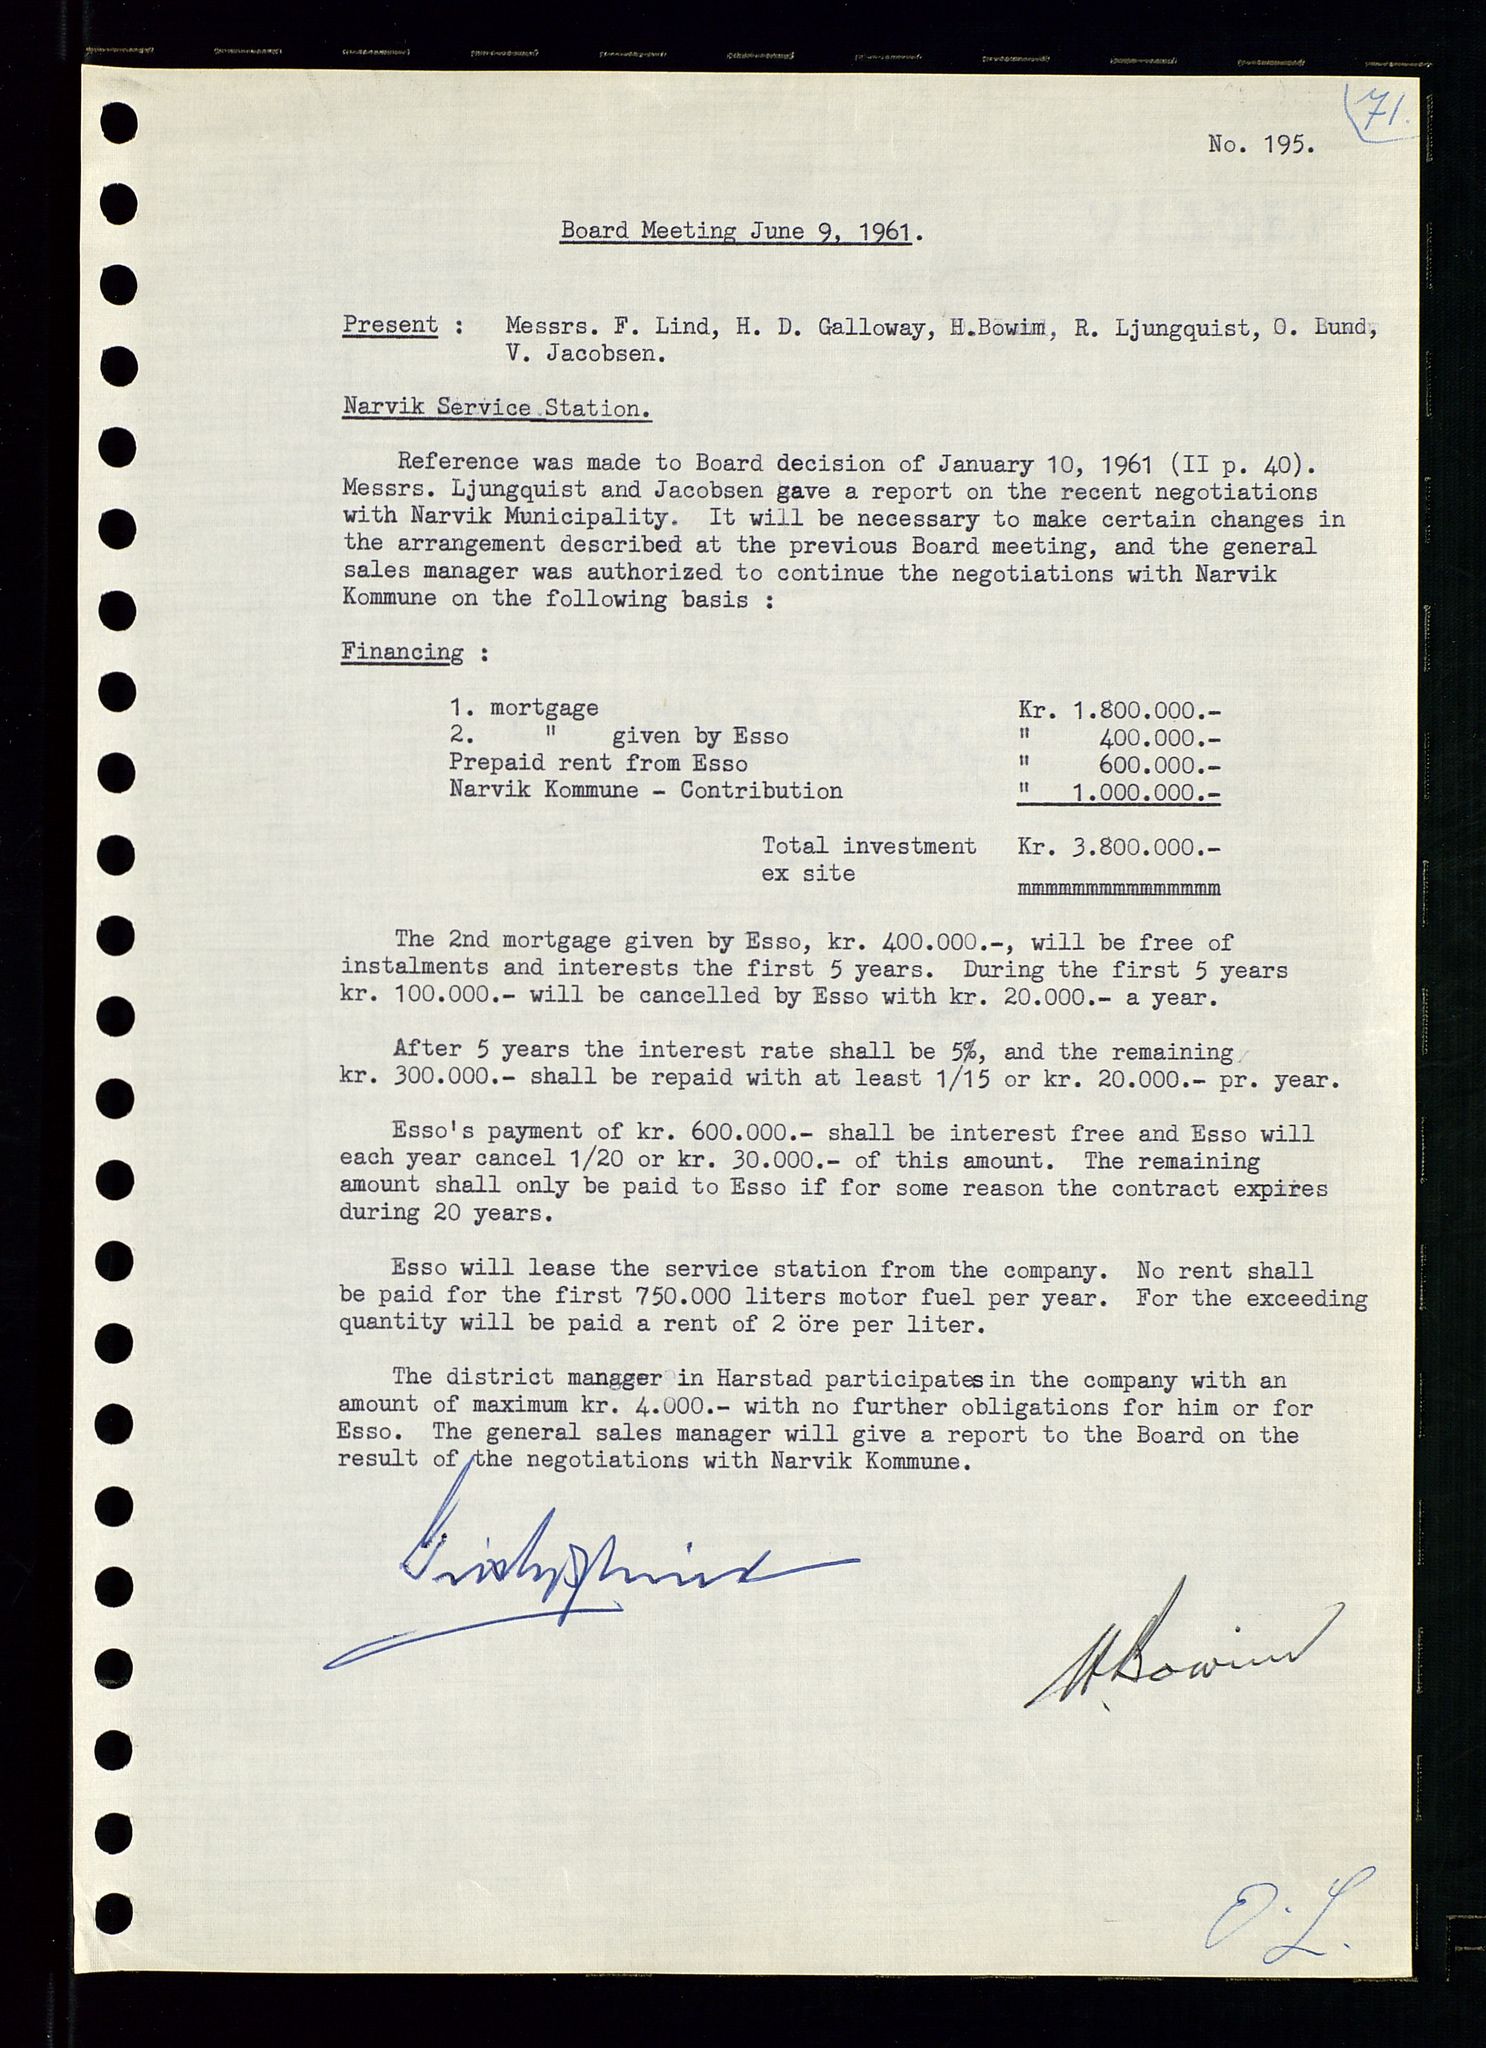 71.
No. 195.
Board Meeting June 9, 1961.
Present :   Messrs. F. Lind, H. D. Galloway, H.Bowim, R. Ljungquist, O. Lund,
V. Jacobsen.
Narvik Service Station.
Reference was made to Board decision of January 10, 1961 (II p. 40).
Messrs. Ljungquist and Jacobsen gave a report on the recent negotiations
with Narvik Municipality.  It will be necessary to make certain changes in
the arrangement described at the previous Board meeting, and the general
sales manager was authorized to continue the negotiations with Narvik
Kommune on the following basis :
Financing :
1. mortgage   Kr. 1.800.000.-
2.   "   given by Esso   "   400.000.-
Prepaid rent from Esso   "   600.000.-
Narvik Kommune - Contribution   "   1.000.000.-
Total investment   Kr. 3.800.000.-
ex site   mmmmmmmmmmmmmmm
The 2nd mortgage given by Esso, kr. 400.000.-, will be free of
instalments and interests the first 5 years.  During the first 5 years
kr. 100.000.- will be cancelled by Esso with kr. 20.000.- a year.
After 5 years the interest rate shall be 5%, and the remaining
kr. 300.000.- shall be repaid with at least 1/15 or kr. 20.000.- pr. year.
Esso's payment of kr. 600.000.- shall be interest free and Esso will
each year cancel 1/20 or kr. 30.000.- of this amount.  The remaining
amount shall only be paid to Esso if for some reason the contract expires
during 20 years.
Esso will lease the service station from the company.  No rent shall
be paid for the first 750.000 liters motor fuel per year.  For the exceeding
quantity will be paid a rent of 2 öre per liter.
The district manager in Harstad participates in the company with an
amount of maximum kr. 4.000.- with no further obligations for him or for
Esso.  The general sales manager will give a report to the Board on the
result of the negotiations with Narvik Kommune.
H. Bowim
O. L.